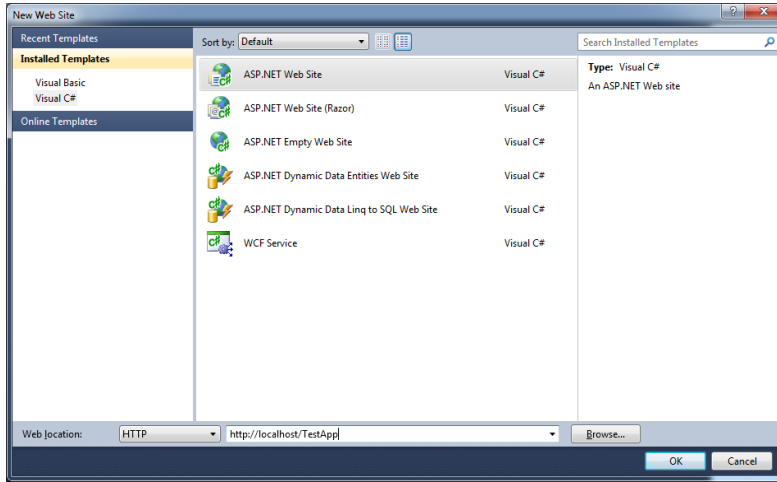 New Web Site
Recent Templates
Installed Templates
Visual Basic
Visual C#
Online Templates
Sort by: Default
ASP.NET Web Site Visual C#
ASP.NET Web Site (Razor) Visual C#
ASP.NET Empty Web Site Visual C#
ASP.NET Dynamic Data Entities Web Site Visual C#
ASP.NET Dynamic Data Linq to SQL Web Site Visual C#
WCF Service Visual C#
Search Installed Templates
Type: Visual C#
An ASP.NET Web site
Web location: HTTP http://localhost/TestApp Browse...
OK Cancel